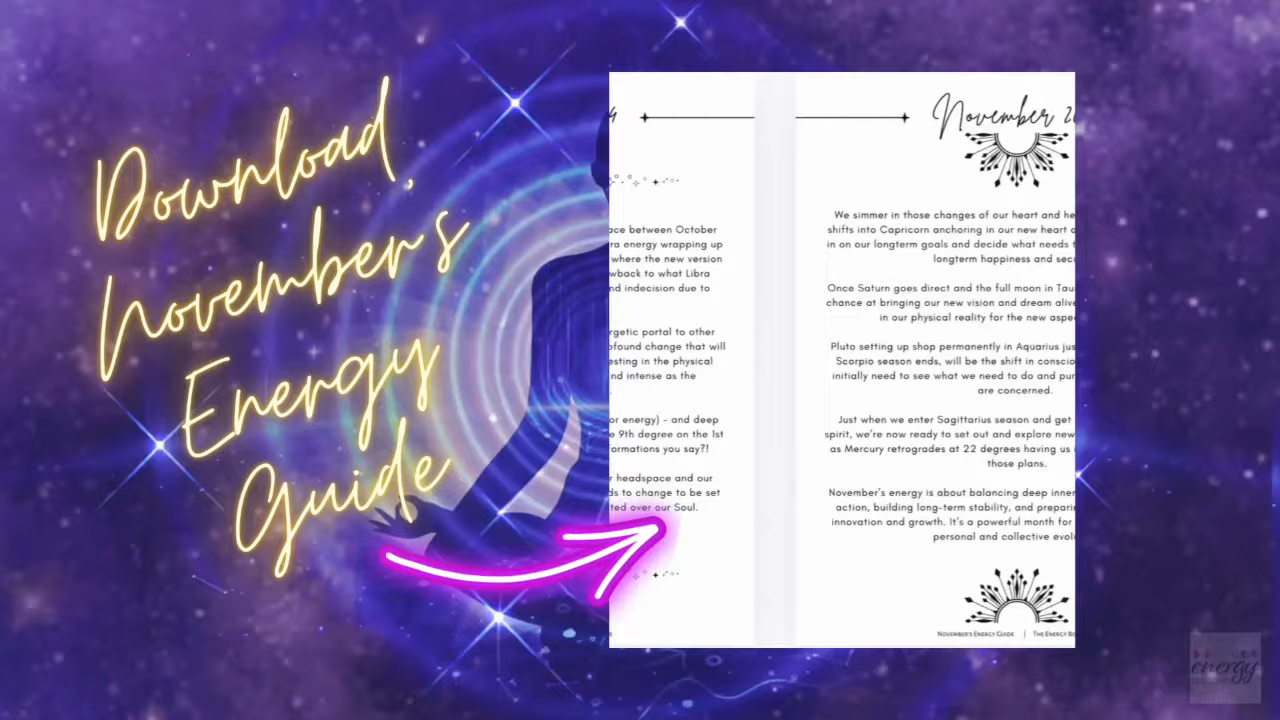 Download
November's
Energy
Guide
4
ace between October
ra energy wrapping up
where the new version
wback to what Libra
nd indecision due to
rgetic portal to other
ofound change that will
esting in the physical
nd intense as the
or energy) - and deep
e 9th degree on the 1st
formations you say?!
r headspace and our
ds to change to be set
ted over our Soul.
November 2
We simmer in those changes of our heart and he
shifts into Capricorn anchoring in our new heart
in on our longterm goals and decide what needs
longterm happiness and secu
Once Saturn goes direct and the full moon in Tau
chance at bringing our new vision and dream alive
in our physical reality for the new aspe
Pluto setting up shop permanently in Aquarius jus
Scorpio season ends, will be the shift in conscio
initially need to see what we need to do and pur
are concerned.
Just when we enter Sagittarius season and get
spirit, we're now ready to set out and explore new
as Mercury retrogrades at 22 degrees having us
those plans.
November's energy is about balancing deep inner
action, building long-term stability, and preparin
innovation and growth. It's a powerful month for
personal and collective evol
November's Energy Guide | The Energy Bo
energy